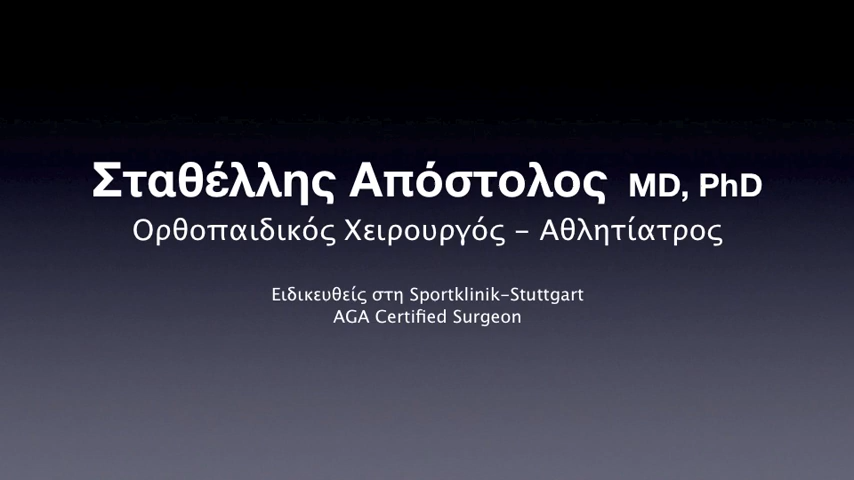 Σταθέλλης Απόστολος MD, PhD
Ορθοπαιδικός Χειρουργός – Αθλητίατρος
Ειδικευθείς στη Sportklinik-Stuttgart
AGA Certified Surgeon